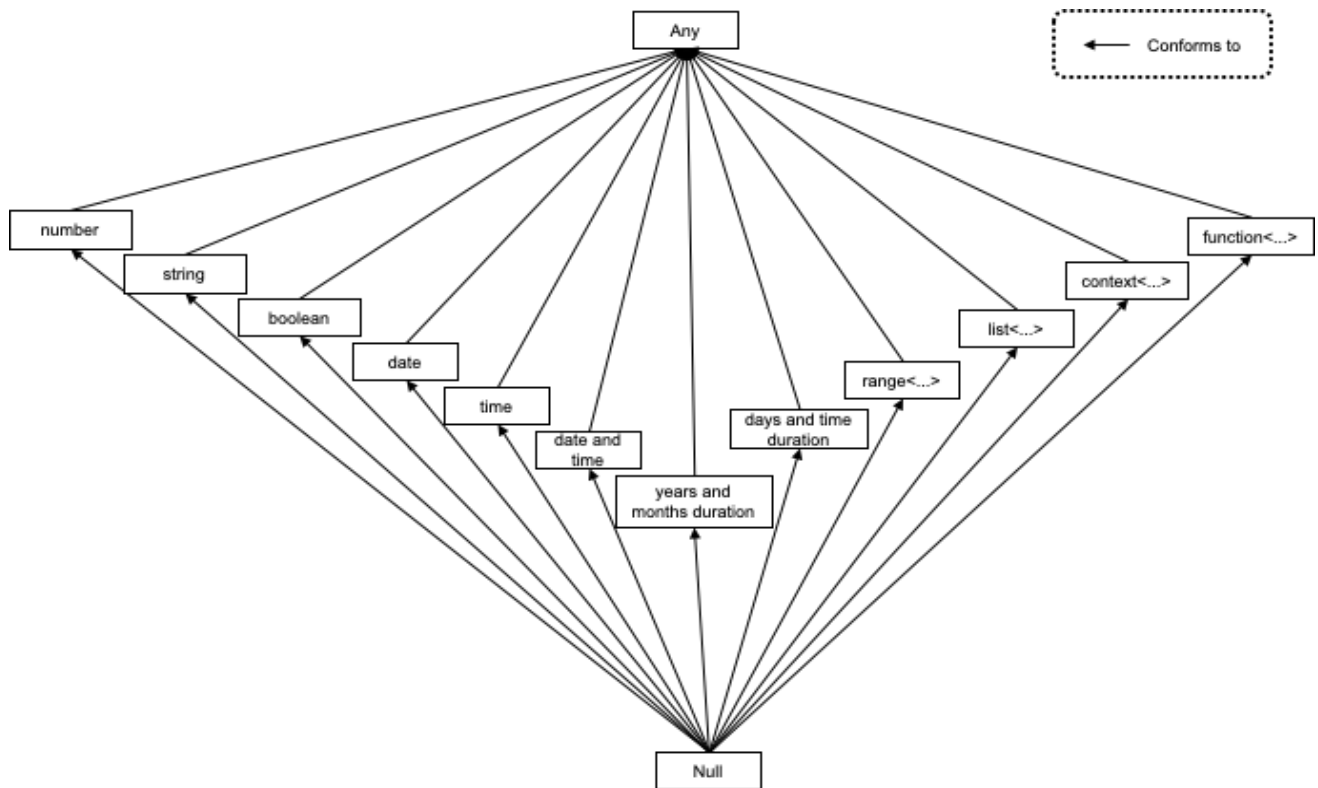 Any
Conforms to
number
string
boolean
date
time
date and
time
years and
months duration
days and time
duration
range<...>
list<...>
context<...>
function<...>
Null